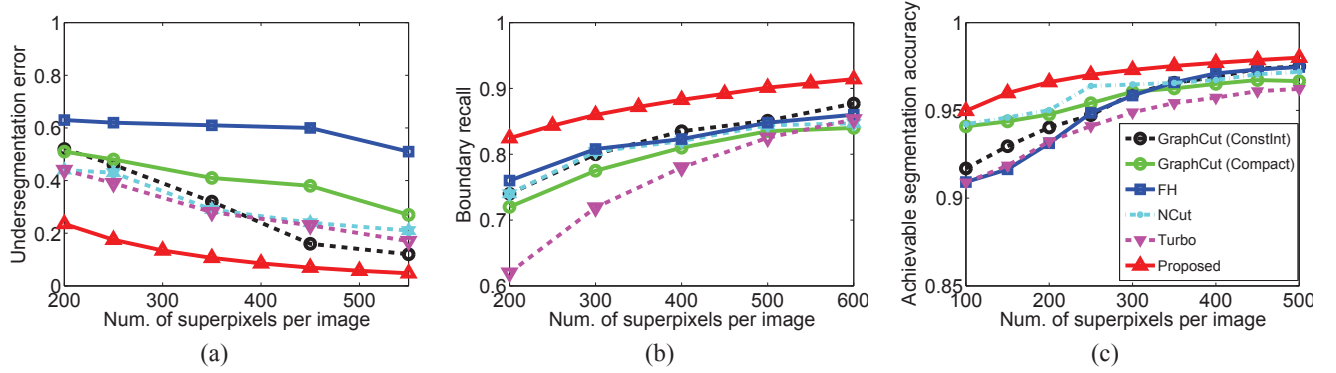 Undersegmentation error
1
0.8
0.6
0.4
0.2
0
200 300 400 500
Num. of superpixels per image
(a)
Boundary recall
1
0.9
0.8
0.7
0.6
200 300 400 500 600
Num. of superpixels per image
(b)
Achievable segmentation accuracy
1
0.95
0.9
0.85
100 200 300 400 500
Num. of superpixels per image
(c)
GraphCut (ConstInt)
GraphCut (Compact)
FH
NCut
Turbo
Proposed